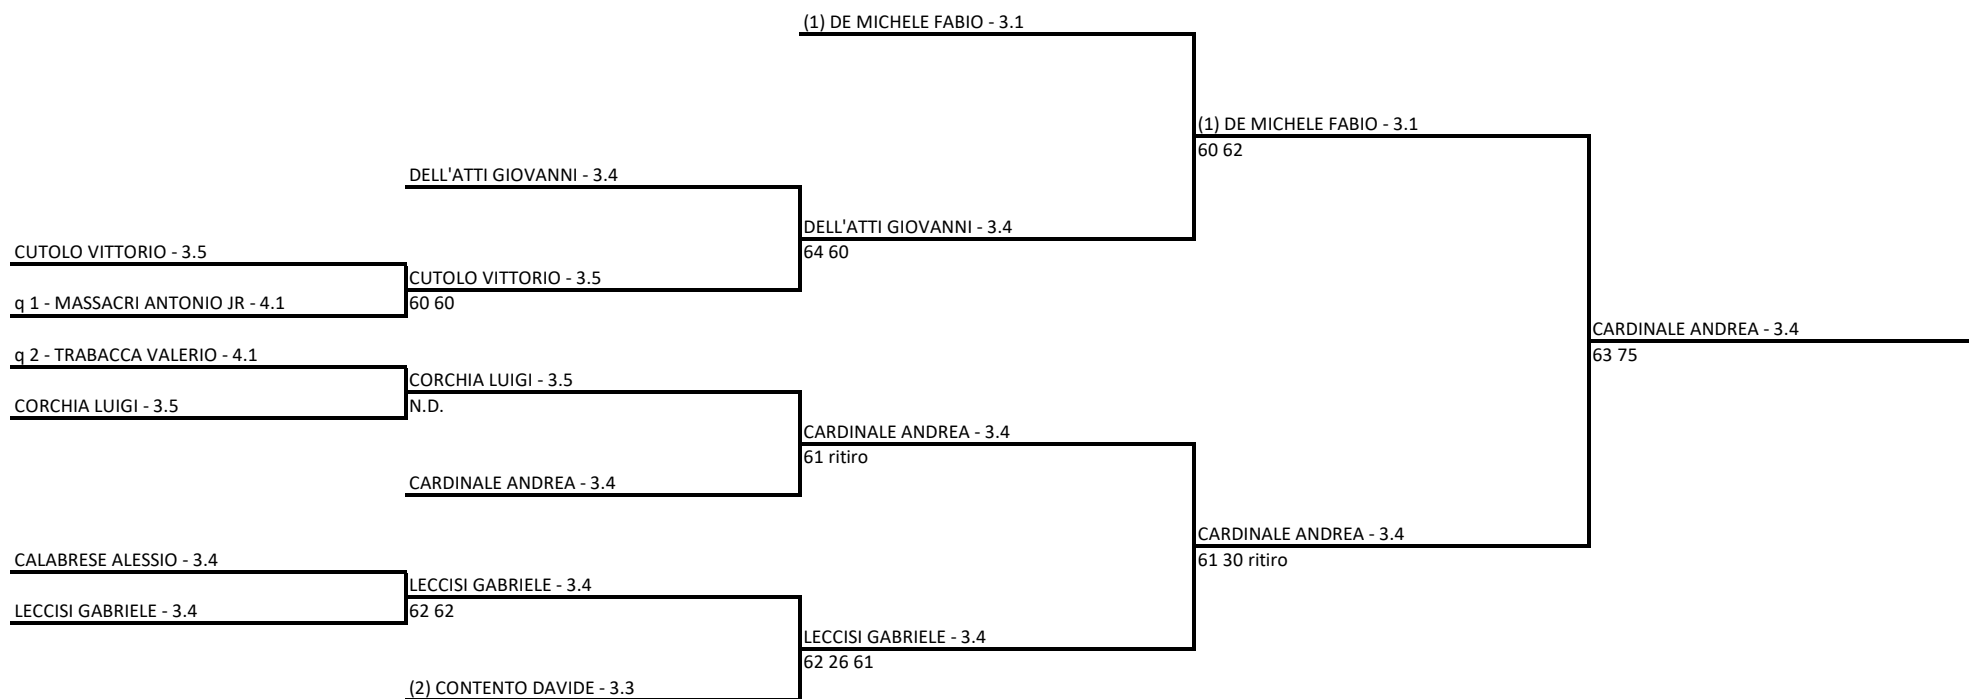 (1) DE MICHELE FABIO - 3.1
(1) DE MICHELE FABIO - 3.1
60 62
DELL'ATTI GIOVANNI - 3.4
DELL'ATTI GIOVANNI - 3.4
64 60
CUTOLO VITTORIO - 3.5
CUTOLO VITTORIO - 3.5
60 60
q 1 - MASSACRI ANTONIO JR - 4.1
CARDINALE ANDREA - 3.4
63 75
q 2 - TRABACCA VALERIO - 4.1
CORCHIA LUIGI - 3.5
N.D.
CORCHIA LUIGI - 3.5
CARDINALE ANDREA - 3.4
61 ritiro
CARDINALE ANDREA - 3.4
CARDINALE ANDREA - 3.4
61 30 ritiro
CALABRESE ALESSIO - 3.4
LECCISI GABRIELE - 3.4
62 62
LECCISI GABRIELE - 3.4
LECCISI GABRIELE - 3.4
62 26 61
(2) CONTENTO DAVIDE - 3.3